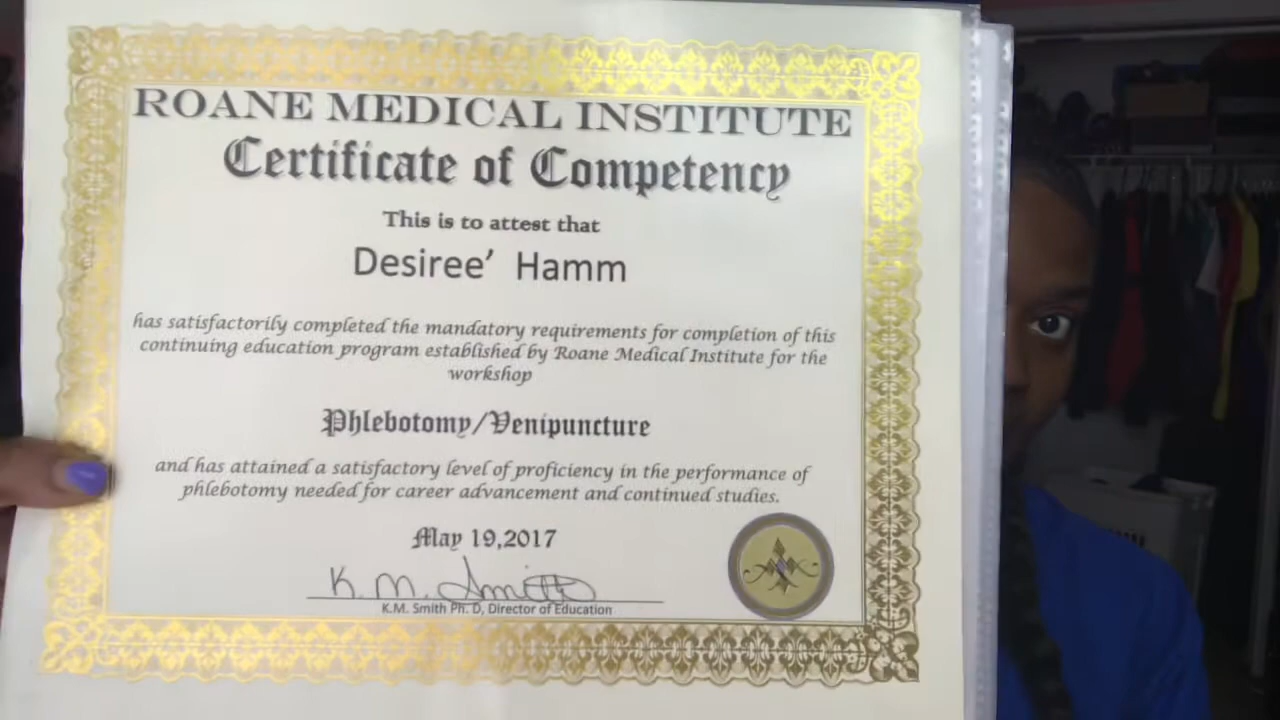 ROANE MEDICAL INSTITUTE
Certificate of Competency
This is to attest that
Desiree' Hamm
has satisfactorily completed the mandatory requirements for completion of this
continuing education program established by Roane Medical Institute for the
workshop
Phlebotomy/Venipuncture
and has attained a satisfactory level of proficiency in the performance of
phlebotomy needed for career advancement and continued studies.
May 19,2017
K. M. Smith
K.M. Smith Ph. D, Director of Education